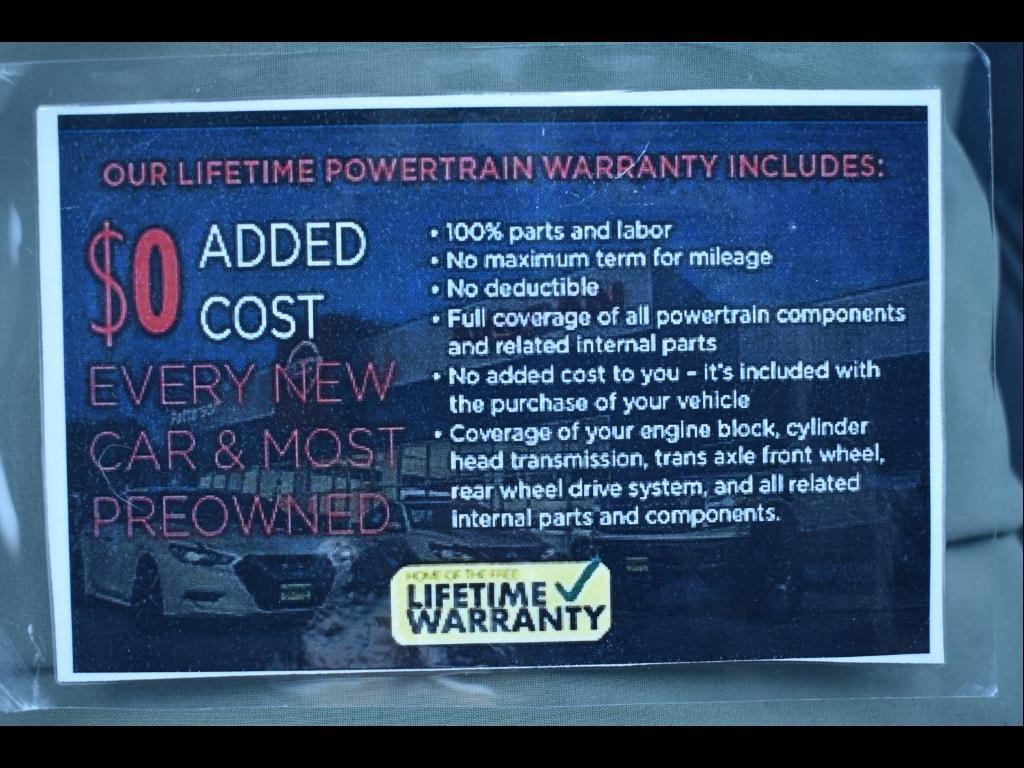 OUR LIFETIME POWERTRAIN WARRANTY INCLUDES:
$0 ADDED
COST
EVERY NEW
CAR & MOST
PREOWNED
• 100% parts and labor
• No maximum term for mileage
• No deductible
• Full coverage of all powertrain components
and related internal parts
• No added cost to you – it's included with
the purchase of your vehicle
• Coverage of your engine block, cylinder
head transmission, trans axle front wheel,
rear wheel drive system, and all related
internal parts and components.
HOME OF THE FREE
LIFETIME
WARRANTY